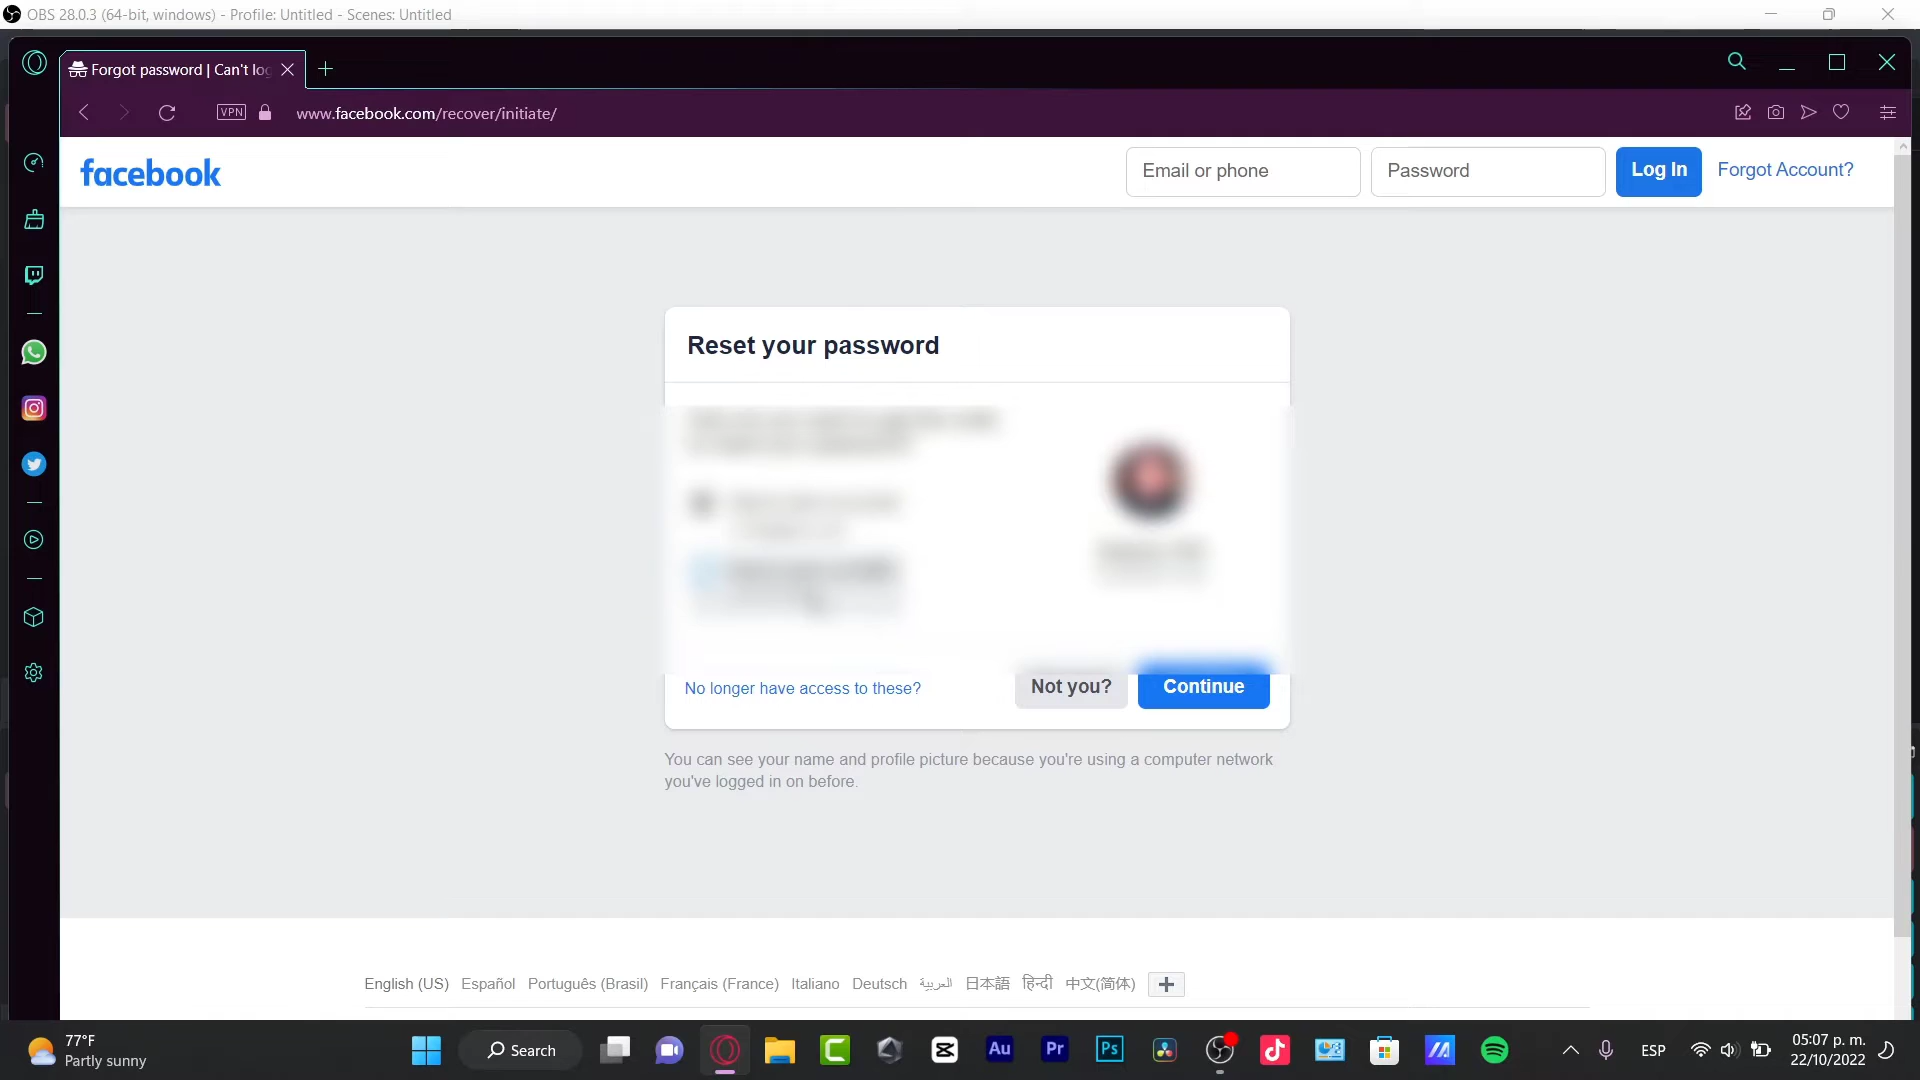 OBS 28.0.3 (64-bit, windows) - Profile: Untitled - Scenes: Untitled
Forgot password | Can't log
VPN
www.facebook.com/recover/initiate/
facebook
Email or phone
Password
Log In
Forgot Account?
Reset your password
No longer have access to these?
Not you?
Continue
You can see your name and profile picture because you're using a computer network
you've logged in on before.
English (US) Español Português (Brasil) Français (France) Italiano Deutsch العربية 日本語 हिन्दी 中文(简体)
77°F
Partly sunny
Search
Au
Pr
Ps
ESP
05:07 p. m.
22/10/2022